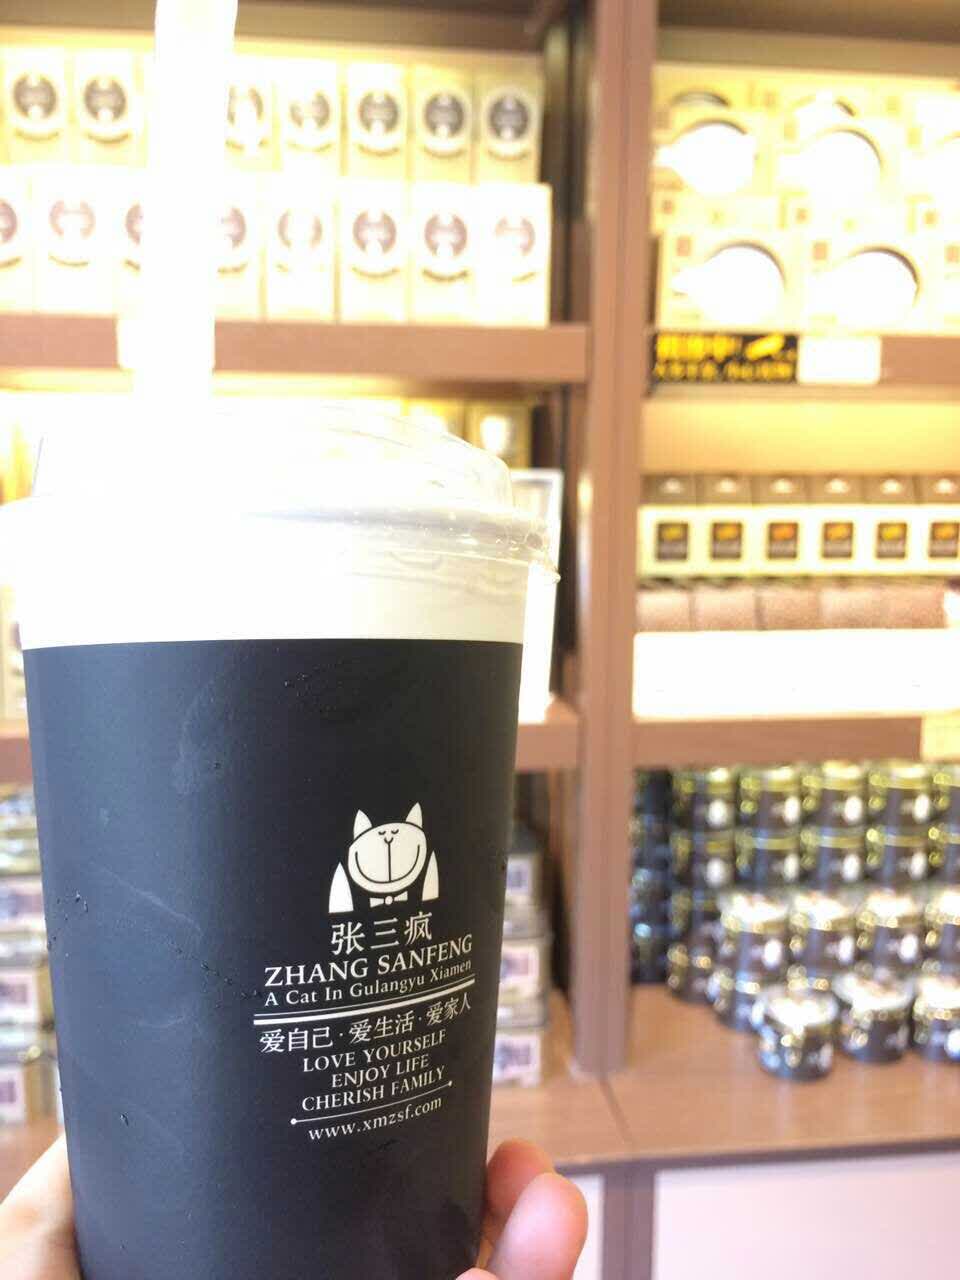 张三疯
ZHANG SANFENG
A Cat In Gulangyu Xiamen
爱自己·爱生活·爱家人
LOVE YOURSELF
ENJOY LIFE
CHERISH FAMILY
www.xmzsf.com